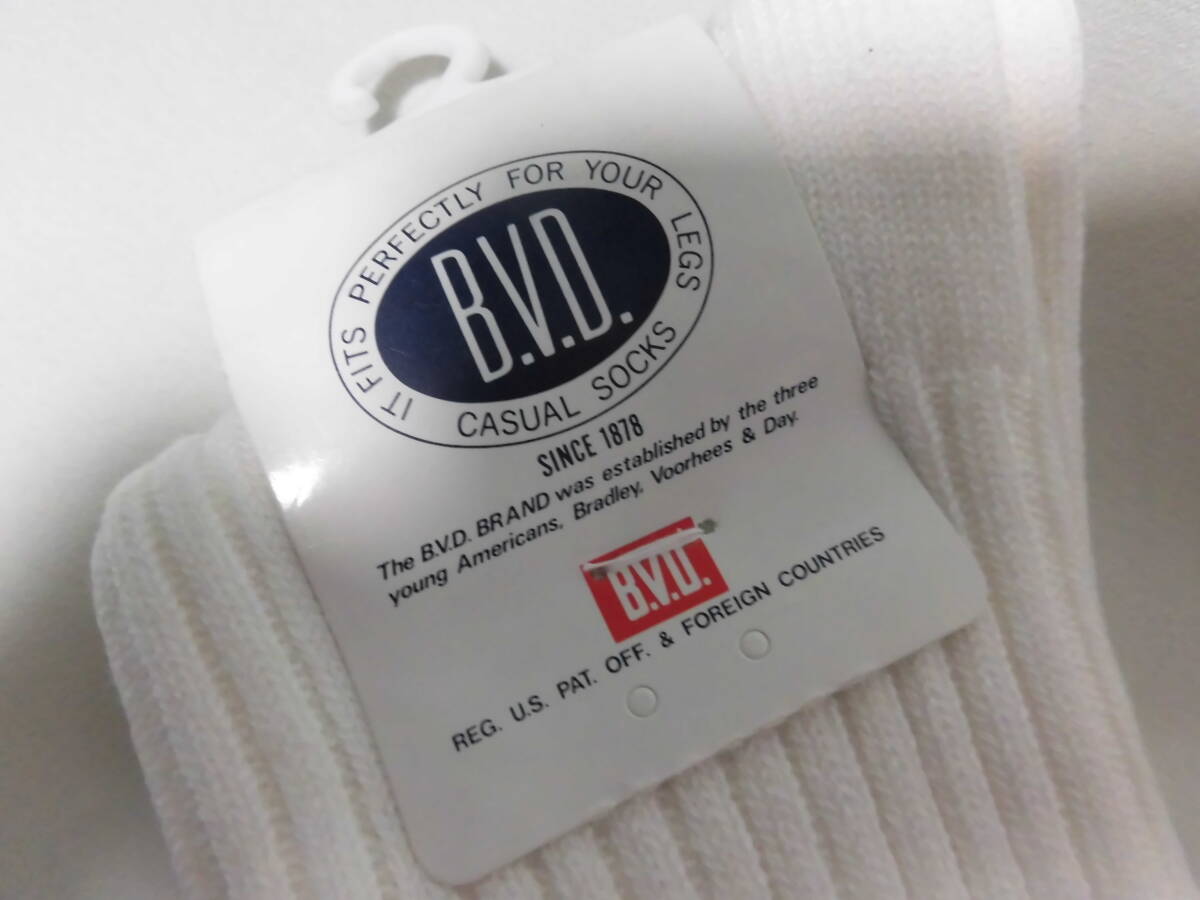 IT FITS PERFECTLY FOR YOUR LEGS
B.V.D.
CASUAL SOCKS
SINCE 1878
The B.V.D. BRAND was established by the three
young Americans, Bradley, Voorhees & Day.
B.V.D.
REG. U.S. PAT. OFF. & FOREIGN COUNTRIES